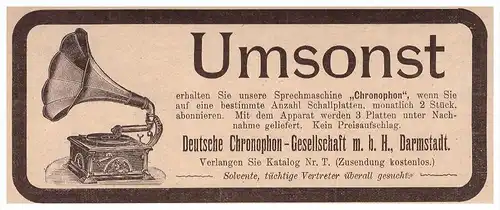 Umsonst
erhalten Sie unsere Sprechmaschine „Chronophon", wenn Sie
auf eine bestimmte Anzahl Schallplatten, monatlich 2 Stück,
abonnieren. Mit dem Apparat werden 3 Platten unter Nach-
nahme geliefert. Kein Preisaufschlag.
Deutsche Chronophon-Gesellschaft m. b. H., Darmstadt.
Verlangen Sie Katalog Nr. T. (Zusendung kostenlos.)
Solvente, tüchtige Vertreter überall gesucht.